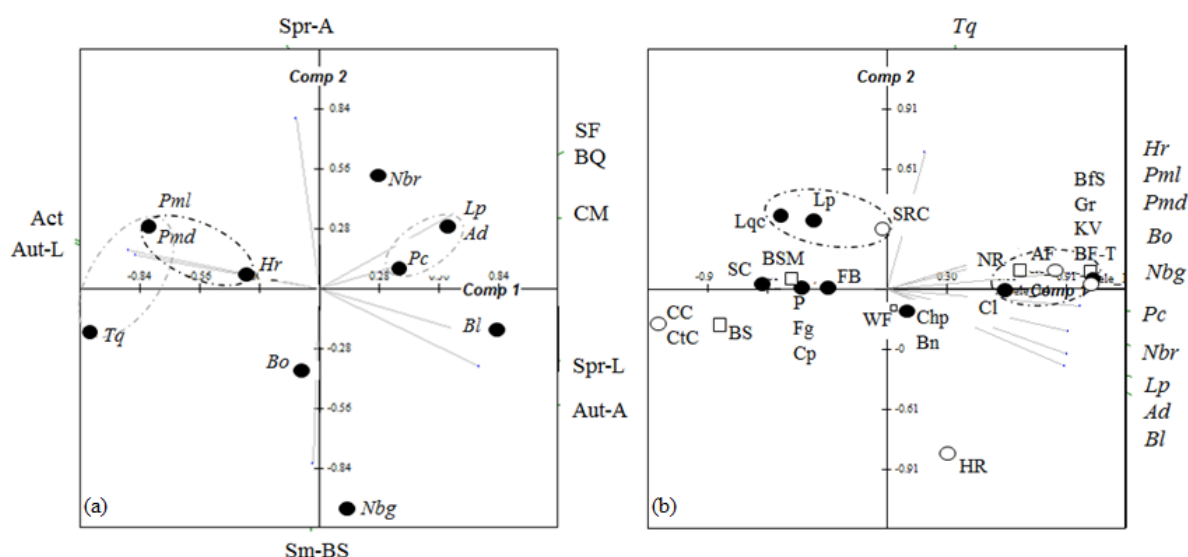 Spr-A
Comp 2
0.84
SF
BQ
0.56
Nbr
Pml
Lp
CM
Act
Pmd
0.28
Ad
Aut-L
Hr
Pc
-0.84 -0.56 0.28 0.84
Comp 1
Tq
Bl
-0.28
Bo
Spr-L
-0.56
Aut-A
-0.84
(a)
Nbg
Sm-BS
Tq
Comp 2
0.91
Hr
0.61
BfS
Pml
Lp
Gr
Pmd
Lqc
SRC
KV
Bo
BSM
NR
AF
BF-T
SC
FB
Nbg
-0.9 0.30 0.91
CC
P
WF
Chp
Cl
Pc
CtC
BS
Fg
Bn
Cp
-0
Nbr
Lp
-0.61
Ad
Bl
HR
-0.91
(b)